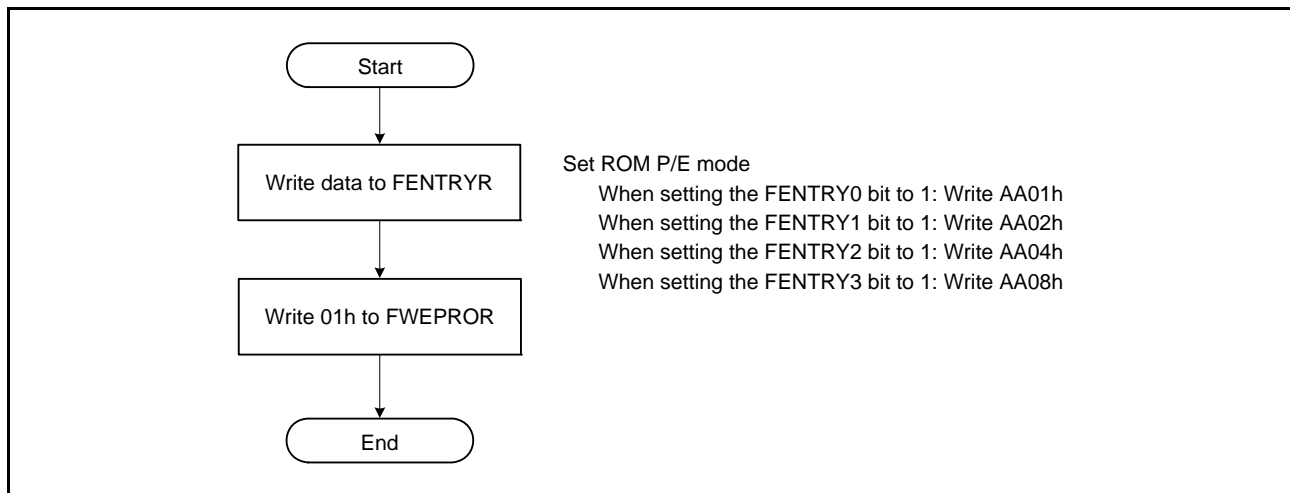 Start
Write data to FENTRYR
Set ROM P/E mode
When setting the FENTRY0 bit to 1: Write AA01h
When setting the FENTRY1 bit to 1: Write AA02h
When setting the FENTRY2 bit to 1: Write AA04h
When setting the FENTRY3 bit to 1: Write AA08h
Write 01h to FWEPROR
End